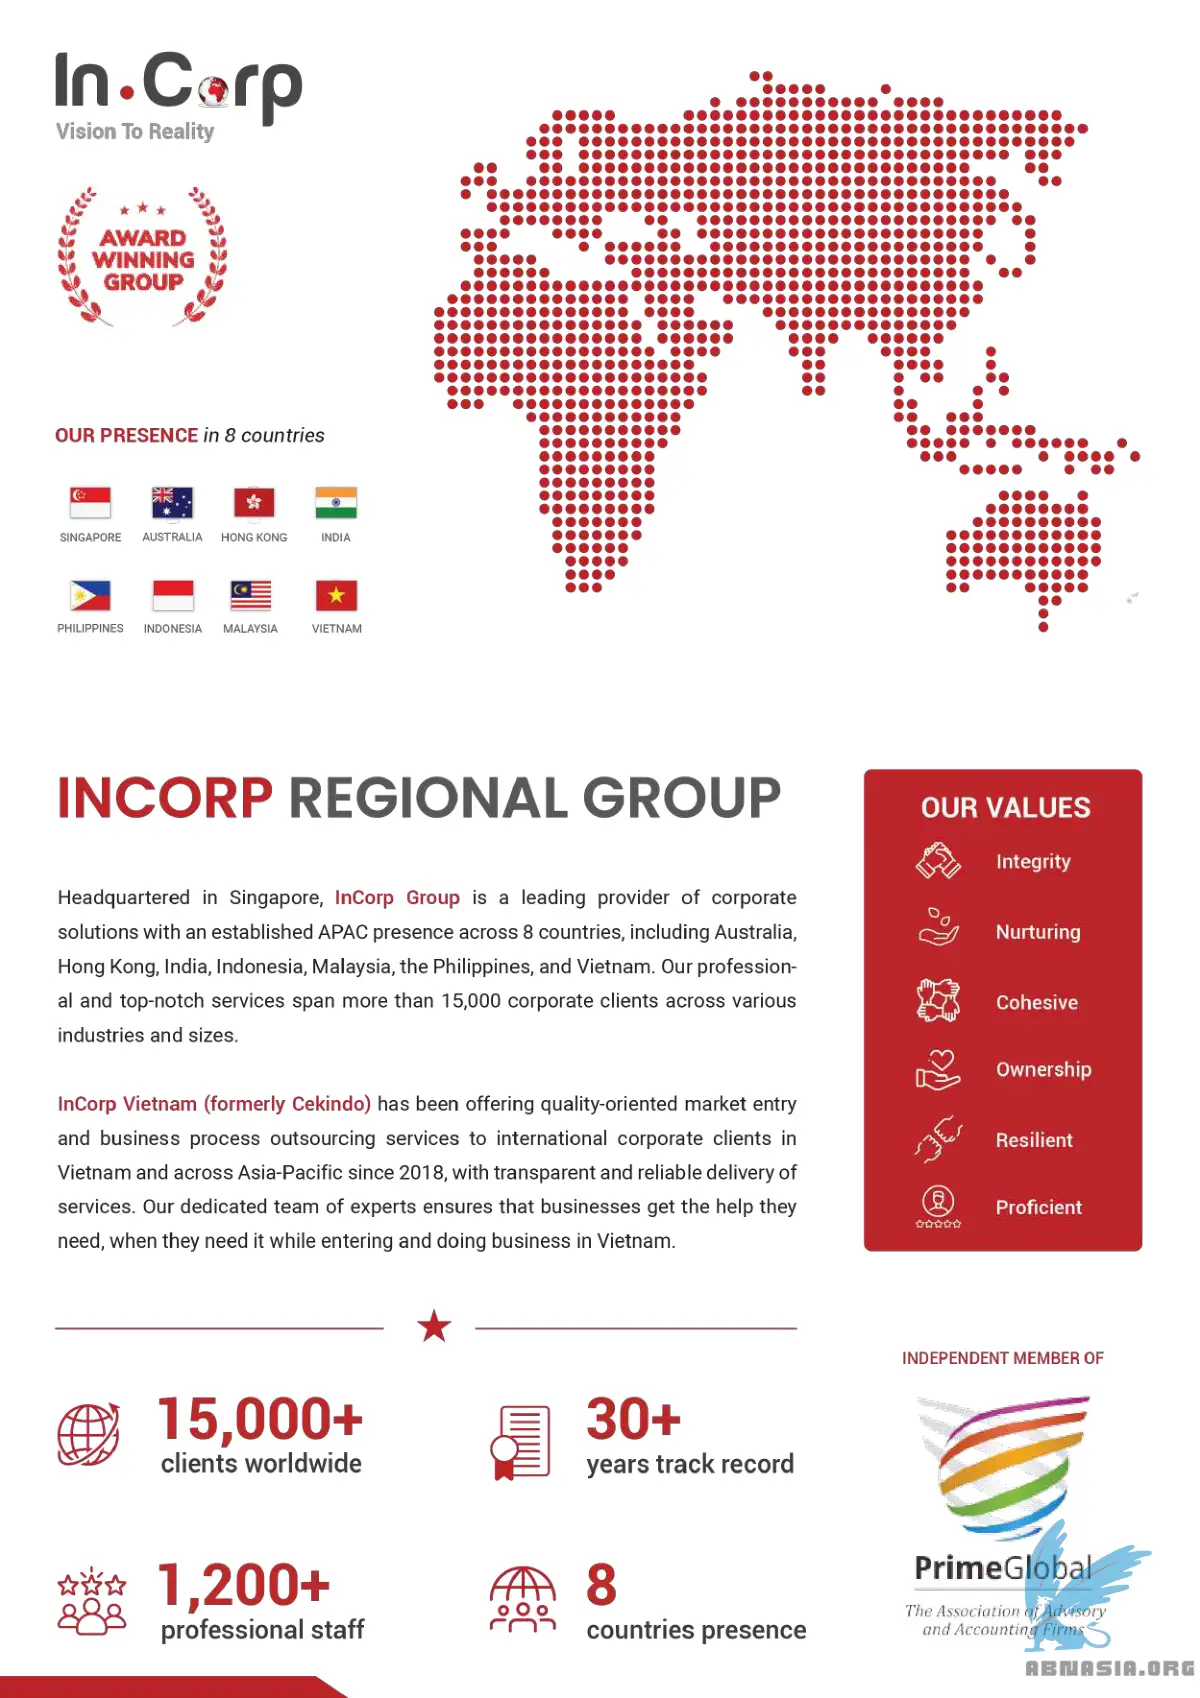 In.Corp
Vision To Reality
AWARD
WINNING
GROUP
OUR PRESENCE in 8 countries
SINGAPORE
AUSTRALIA
HONG KONG
INDIA
PHILIPPINES
INDONESIA
MALAYSIA
VIETNAM
INCORP REGIONAL GROUP
Headquartered in Singapore, InCorp Group is a leading provider of corporate
solutions with an established APAC presence across 8 countries, including Australia,
Hong Kong, India, Indonesia, Malaysia, the Philippines, and Vietnam. Our profession-
al and top-notch services span more than 15,000 corporate clients across various
industries and sizes.
InCorp Vietnam (formerly Cekindo) has been offering quality-oriented market entry
and business process outsourcing services to international corporate clients in
Vietnam and across Asia-Pacific since 2018, with transparent and reliable delivery of
services. Our dedicated team of experts ensures that businesses get the help they
need, when they need it while entering and doing business in Vietnam.
OUR VALUES
Integrity
Nurturing
Cohesive
Ownership
Resilient
Proficient
15,000+
clients worldwide
30+
years track record
1,200+
professional staff
8
countries presence
INDEPENDENT MEMBER OF
PrimeGlobal
The Association of Advisory
and Accounting Firms
ABNASIA.ORG